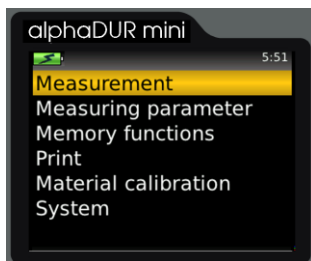 alphaDUR mini
5:51
Measurement
Measuring parameter
Memory functions
Print
Material calibration
System